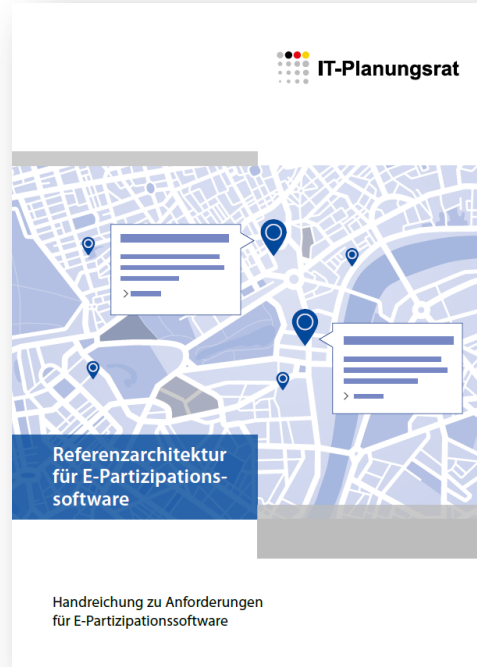 IT-Planungsrat
Referenzarchitektur
für E-Partizipations-
software
Handreichung zu Anforderungen
für E-Partizipationssoftware